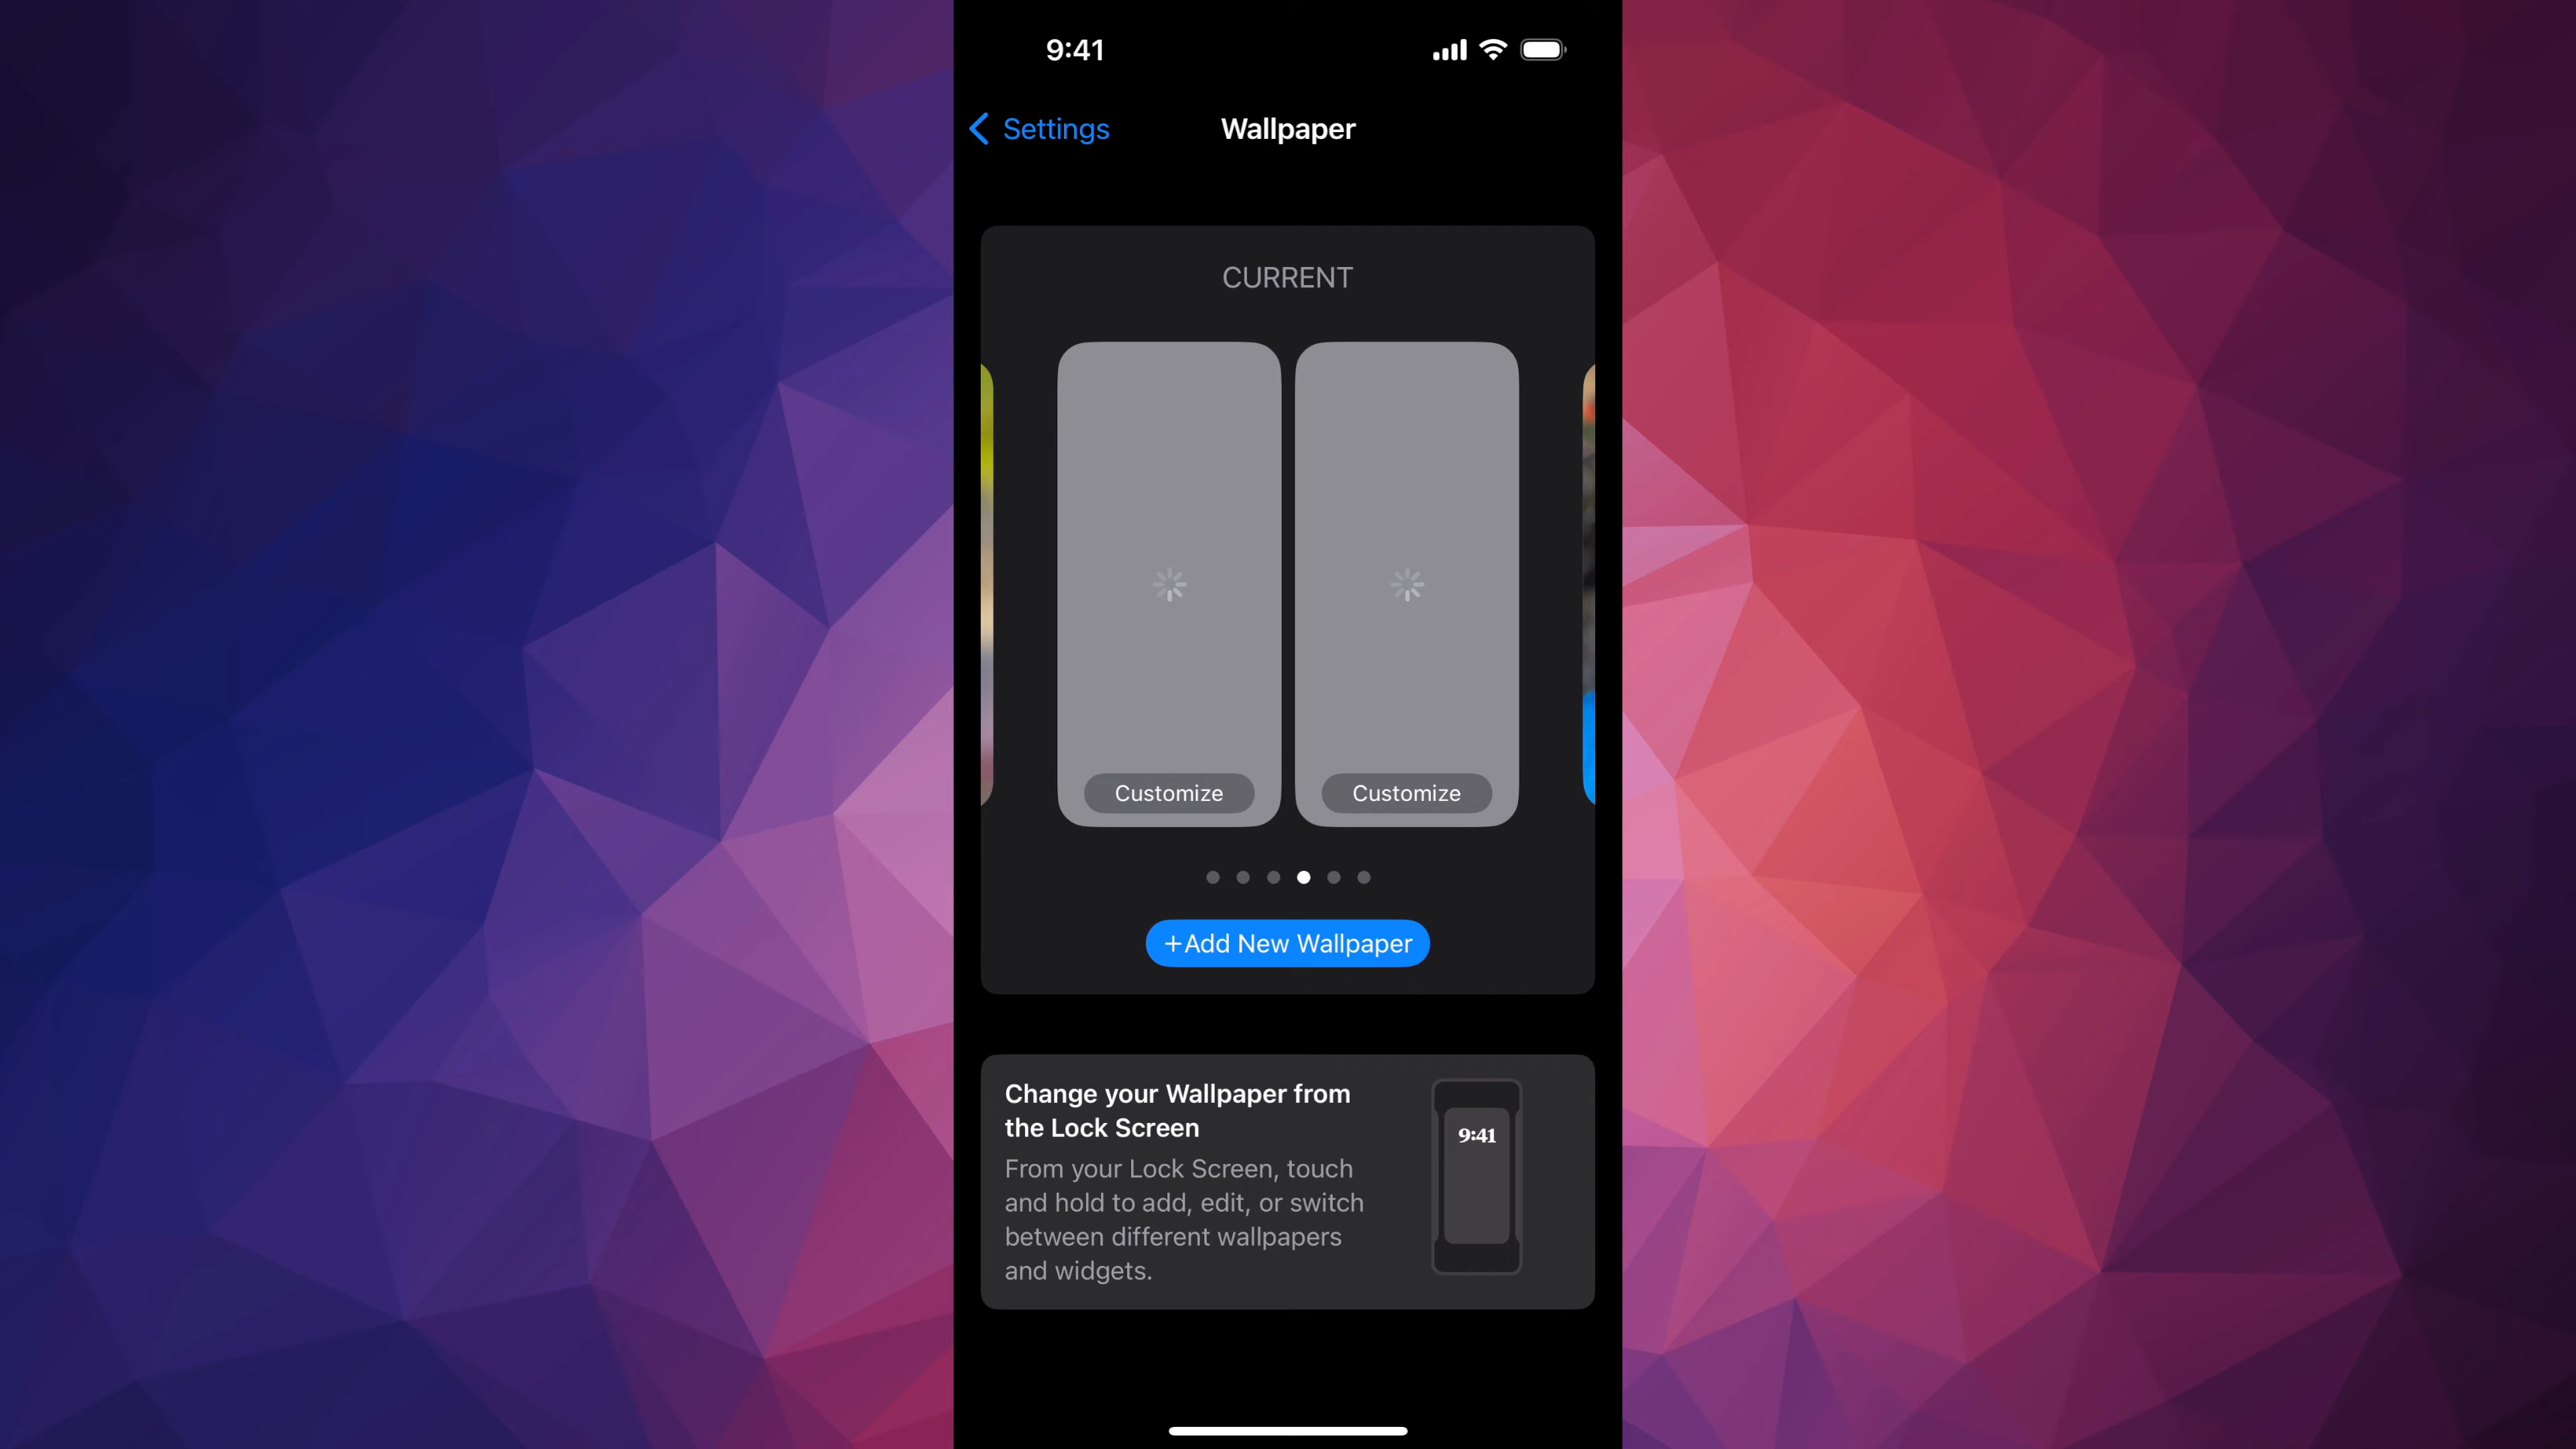 9:41
Settings
Wallpaper
CURRENT
Customize
Customize
+Add New Wallpaper
Change your Wallpaper from
the Lock Screen
From your Lock Screen, touch
and hold to add, edit, or switch
between different wallpapers
and widgets.
9:41